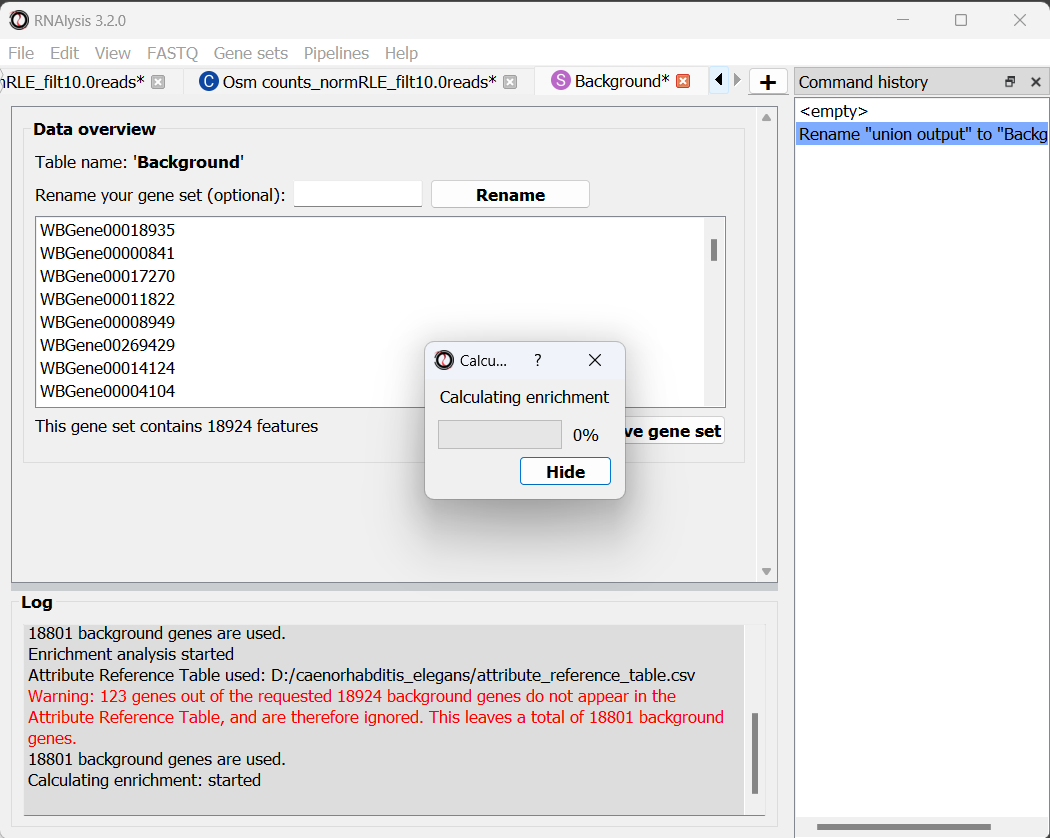 RNAlysis 3.2.0
File Edit View FASTQ Gene sets Pipelines Help
nRLE_filt10.0reads* C Osm counts_normRLE_filt10.0reads* S Background* +
Command history
<empty>
Rename "union output" to "Backg
Data overview
Table name: 'Background'
Rename your gene set (optional): Rename
WBGene00018935
WBGene00000841
WBGene00017270
WBGene00011822
WBGene00008949
WBGene00269429
WBGene00014124
WBGene00004104
This gene set contains 18924 features
ve gene set
Calcu... ?
Calculating enrichment
0%
Hide
Log
18801 background genes are used.
Enrichment analysis started
Attribute Reference Table used: D:/caenorhabditis_elegans/attribute_reference_table.csv
Warning: 123 genes out of the requested 18924 background genes do not appear in the
Attribute Reference Table, and are therefore ignored. This leaves a total of 18801 background
genes.
18801 background genes are used.
Calculating enrichment: started